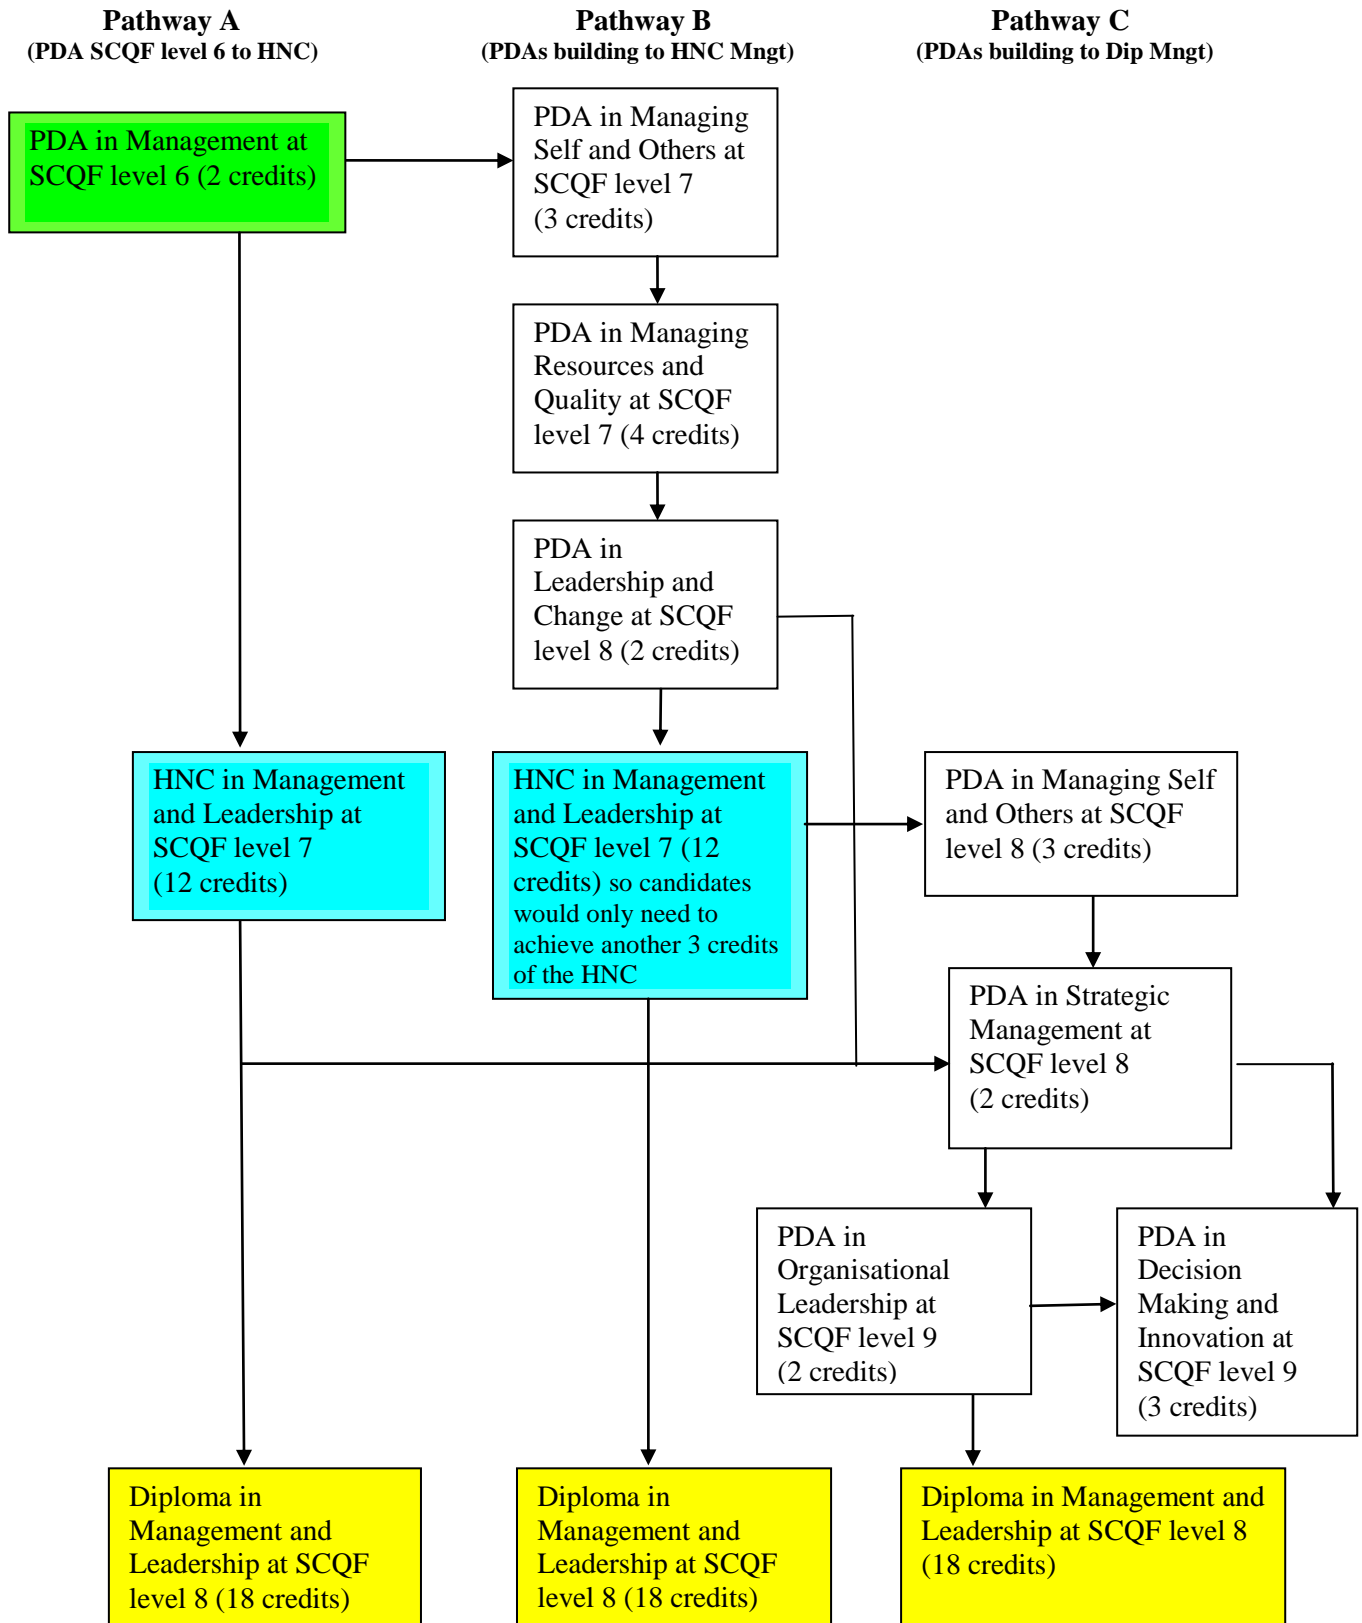 Pathway A
(PDA SCQF level 6 to HNC)
Pathway B
(PDAs building to HNC Mngt)
Pathway C
(PDAs building to Dip Mngt)
PDA in Management at
SCQF level 6 (2 credits)
PDA in Managing
Self and Others at
SCQF level 7
(3 credits)
PDA in Managing
Resources and
Quality at SCQF
level 7 (4 credits)
PDA in
Leadership and
Change at SCQF
level 8 (2 credits)
HNC in Management
and Leadership at
SCQF level 7
(12 credits)
HNC in Management
and Leadership at
SCQF level 7 (12
credits) so candidates
would only need to
achieve another 3 credits
of the HNC
PDA in Managing Self
and Others at SCQF
level 8 (3 credits)
PDA in Strategic
Management at
SCQF level 8
(2 credits)
PDA in
Organisational
Leadership at
SCQF level 9
(2 credits)
PDA in
Decision
Making and
Innovation at
SCQF level 9
(3 credits)
Diploma in
Management and
Leadership at SCQF
level 8 (18 credits)
Diploma in
Management and
Leadership at SCQF
level 8 (18 credits)
Diploma in Management and
Leadership at SCQF level 8
(18 credits)